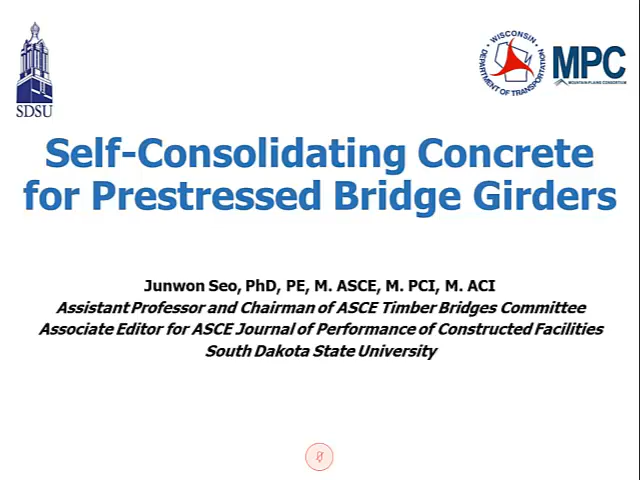 SDSU
WISCONSIN
DEPARTMENT OF TRANSPORTATION
MPC
MOUNTAIN-PLAINS CONSORTIUM
Self-Consolidating Concrete
for Prestressed Bridge Girders
Junwon Seo, PhD, PE, M. ASCE, M. PCI, M. ACI
Assistant Professor and Chairman of ASCE Timber Bridges Committee
Associate Editor for ASCE Journal of Performance of Constructed Facilities
South Dakota State University